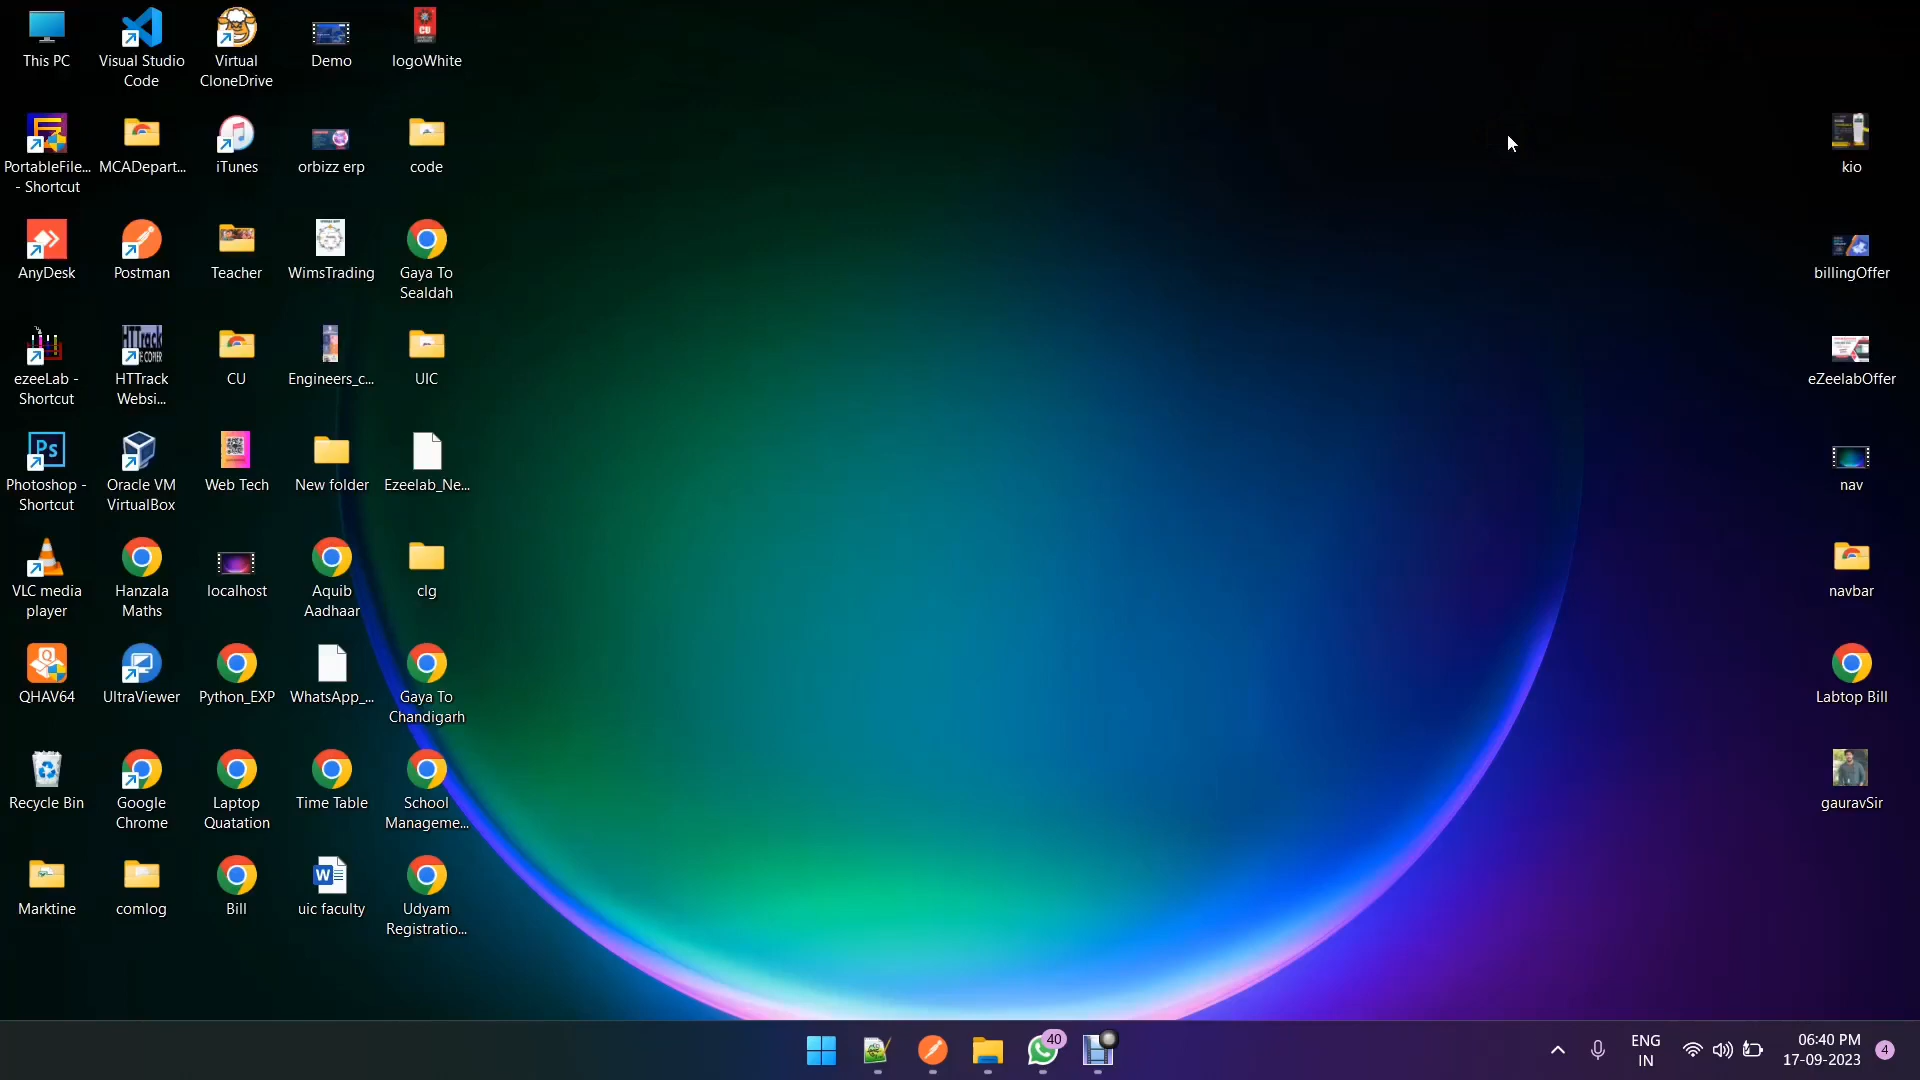 This PC
Visual Studio
Code
Virtual
CloneDrive
Demo
CU
logoWhite
PortableFile...
- Shortcut
MCADepart...
iTunes
orbizz erp
code
kio
AnyDesk
Postman
Teacher
WimsTrading
Gaya To
Sealdah
billingOffer
ezeeLab -
Shortcut
HTTrack
Websi...
CU
Engineers_c...
UIC
eZeelabOffer
Ps
Photoshop -
Shortcut
Oracle VM
VirtualBox
Web Tech
New folder
Ezeelab_Ne...
nav
VLC media
player
Hanzala
Maths
localhost
Aquib
Aadhaar
clg
navbar
QHAV64
UltraViewer
Python_EXP
WhatsApp_...
Gaya To
Chandigarh
Labtop Bill
Recycle Bin
Google
Chrome
Laptop
Quatation
Time Table
School
Manageme...
gauravSir
Marktine
comlog
Bill
W
uic faculty
Udyam
Registratio...
40
ENG
IN
06:40 PM
17-09-2023
4